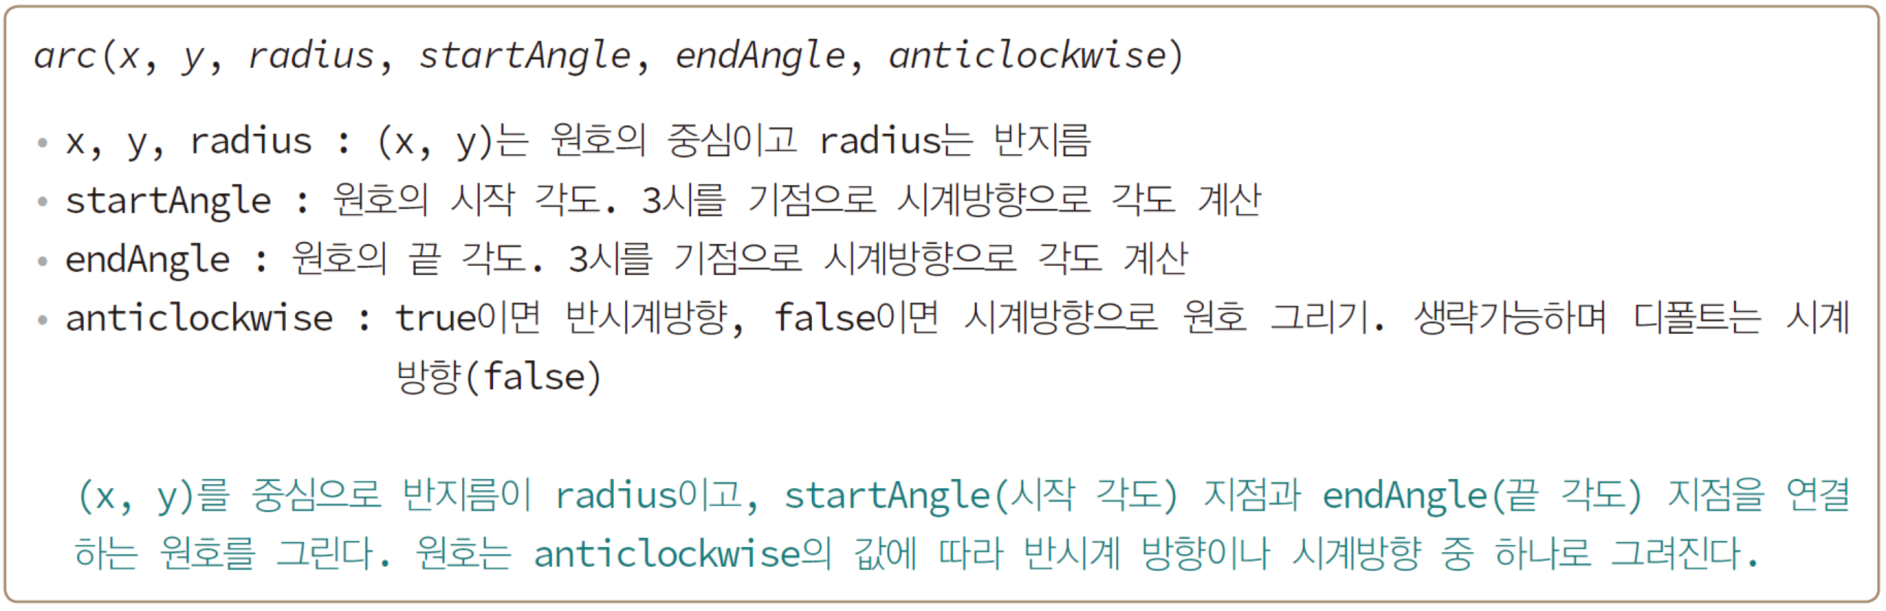 arc(x, y, radius, startAngle, endAngle, anticlockwise)
• x, y, radius : (x, y)는 원호의 중심이고 radius는 반지름
• startAngle : 원호의 시작 각도. 3시를 기점으로 시계방향으로 각도 계산
• endAngle : 원호의 끝 각도. 3시를 기점으로 시계방향으로 각도 계산
• anticlockwise : true이면 반시계방향, false이면 시계방향으로 원호 그리기. 생략가능하며 디폴트는 시계
방향(false)
(x, y)를 중심으로 반지름이 radius이고, startAngle(시작 각도) 지점과 endAngle(끝 각도) 지점을 연결
하는 원호를 그린다. 원호는 anticlockwise의 값에 따라 반시계 방향이나 시계방향 중 하나로 그려진다.